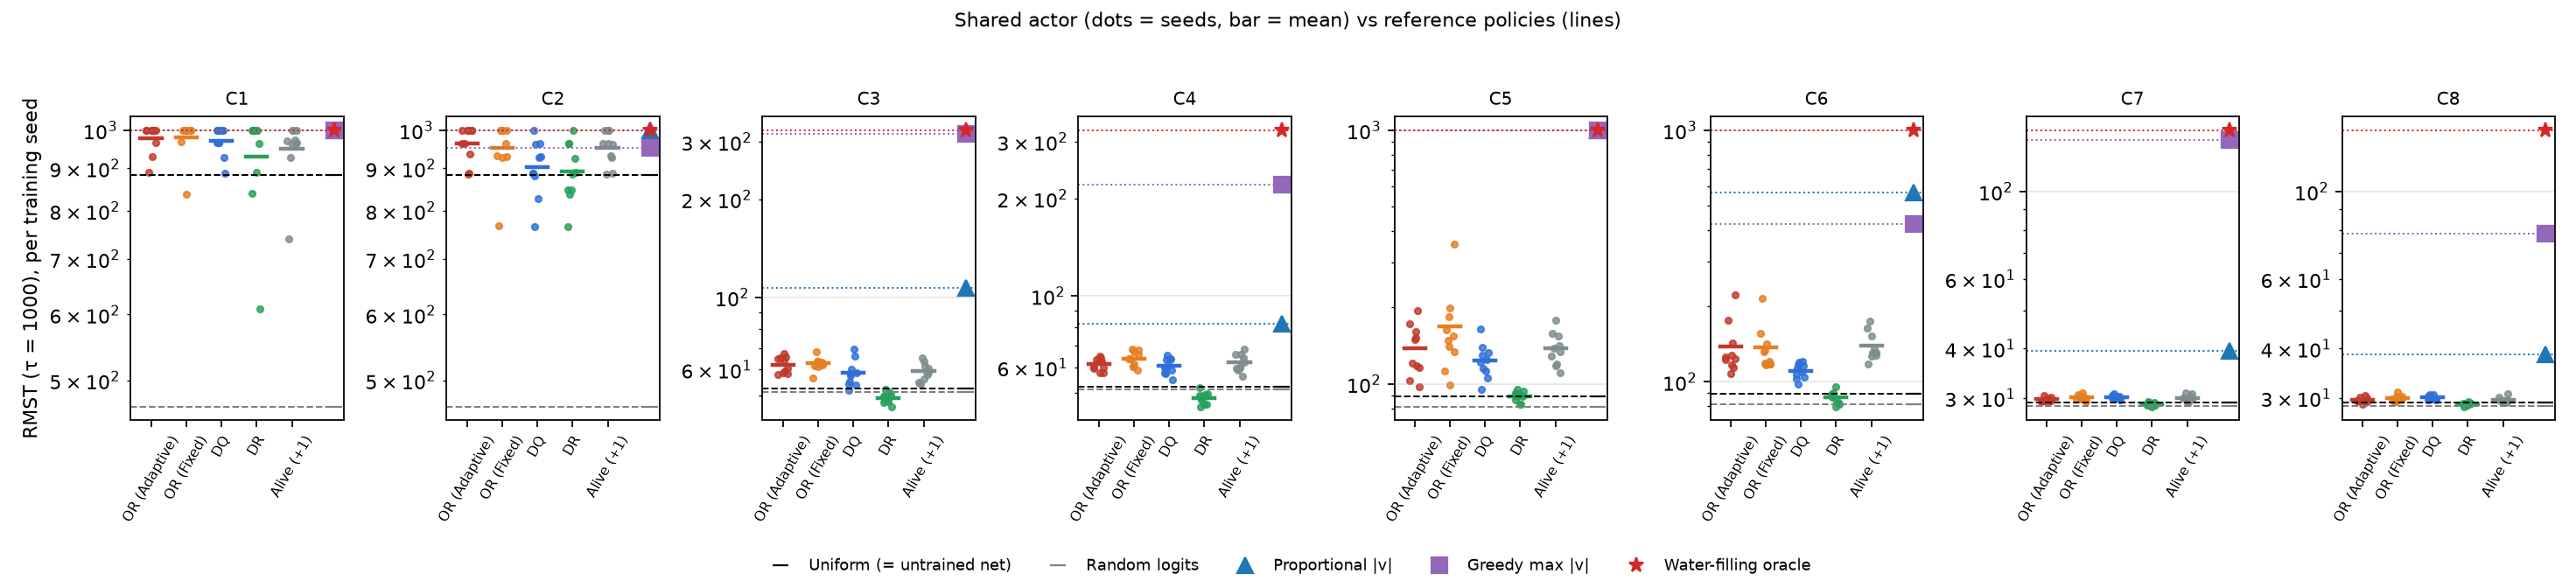 Shared actor (dots = seeds, bar = mean) vs reference policies (lines)
RMST (τ = 1000), per training seed
C1
10³
9 × 10²
8 × 10²
7 × 10²
6 × 10²
5 × 10²
OR (Adaptive)
OR (Fixed)
DQ
DR
Alive (+1)
C2
10³
9 × 10²
8 × 10²
7 × 10²
6 × 10²
5 × 10²
OR (Adaptive)
OR (Fixed)
DQ
DR
Alive (+1)
C3
3 × 10²
2 × 10²
10²
6 × 10¹
OR (Adaptive)
OR (Fixed)
DQ
DR
Alive (+1)
C4
3 × 10²
2 × 10²
10²
6 × 10¹
OR (Adaptive)
OR (Fixed)
DQ
DR
Alive (+1)
C5
10³
10²
OR (Adaptive)
OR (Fixed)
DQ
DR
Alive (+1)
C6
10³
10²
OR (Adaptive)
OR (Fixed)
DQ
DR
Alive (+1)
C7
10²
6 × 10¹
4 × 10¹
3 × 10¹
OR (Adaptive)
OR (Fixed)
DQ
DR
Alive (+1)
C8
10²
6 × 10¹
4 × 10¹
3 × 10¹
OR (Adaptive)
OR (Fixed)
DQ
DR
Alive (+1)
Uniform (= untrained net)
Random logits
Proportional |v|
Greedy max |v|
Water-filling oracle